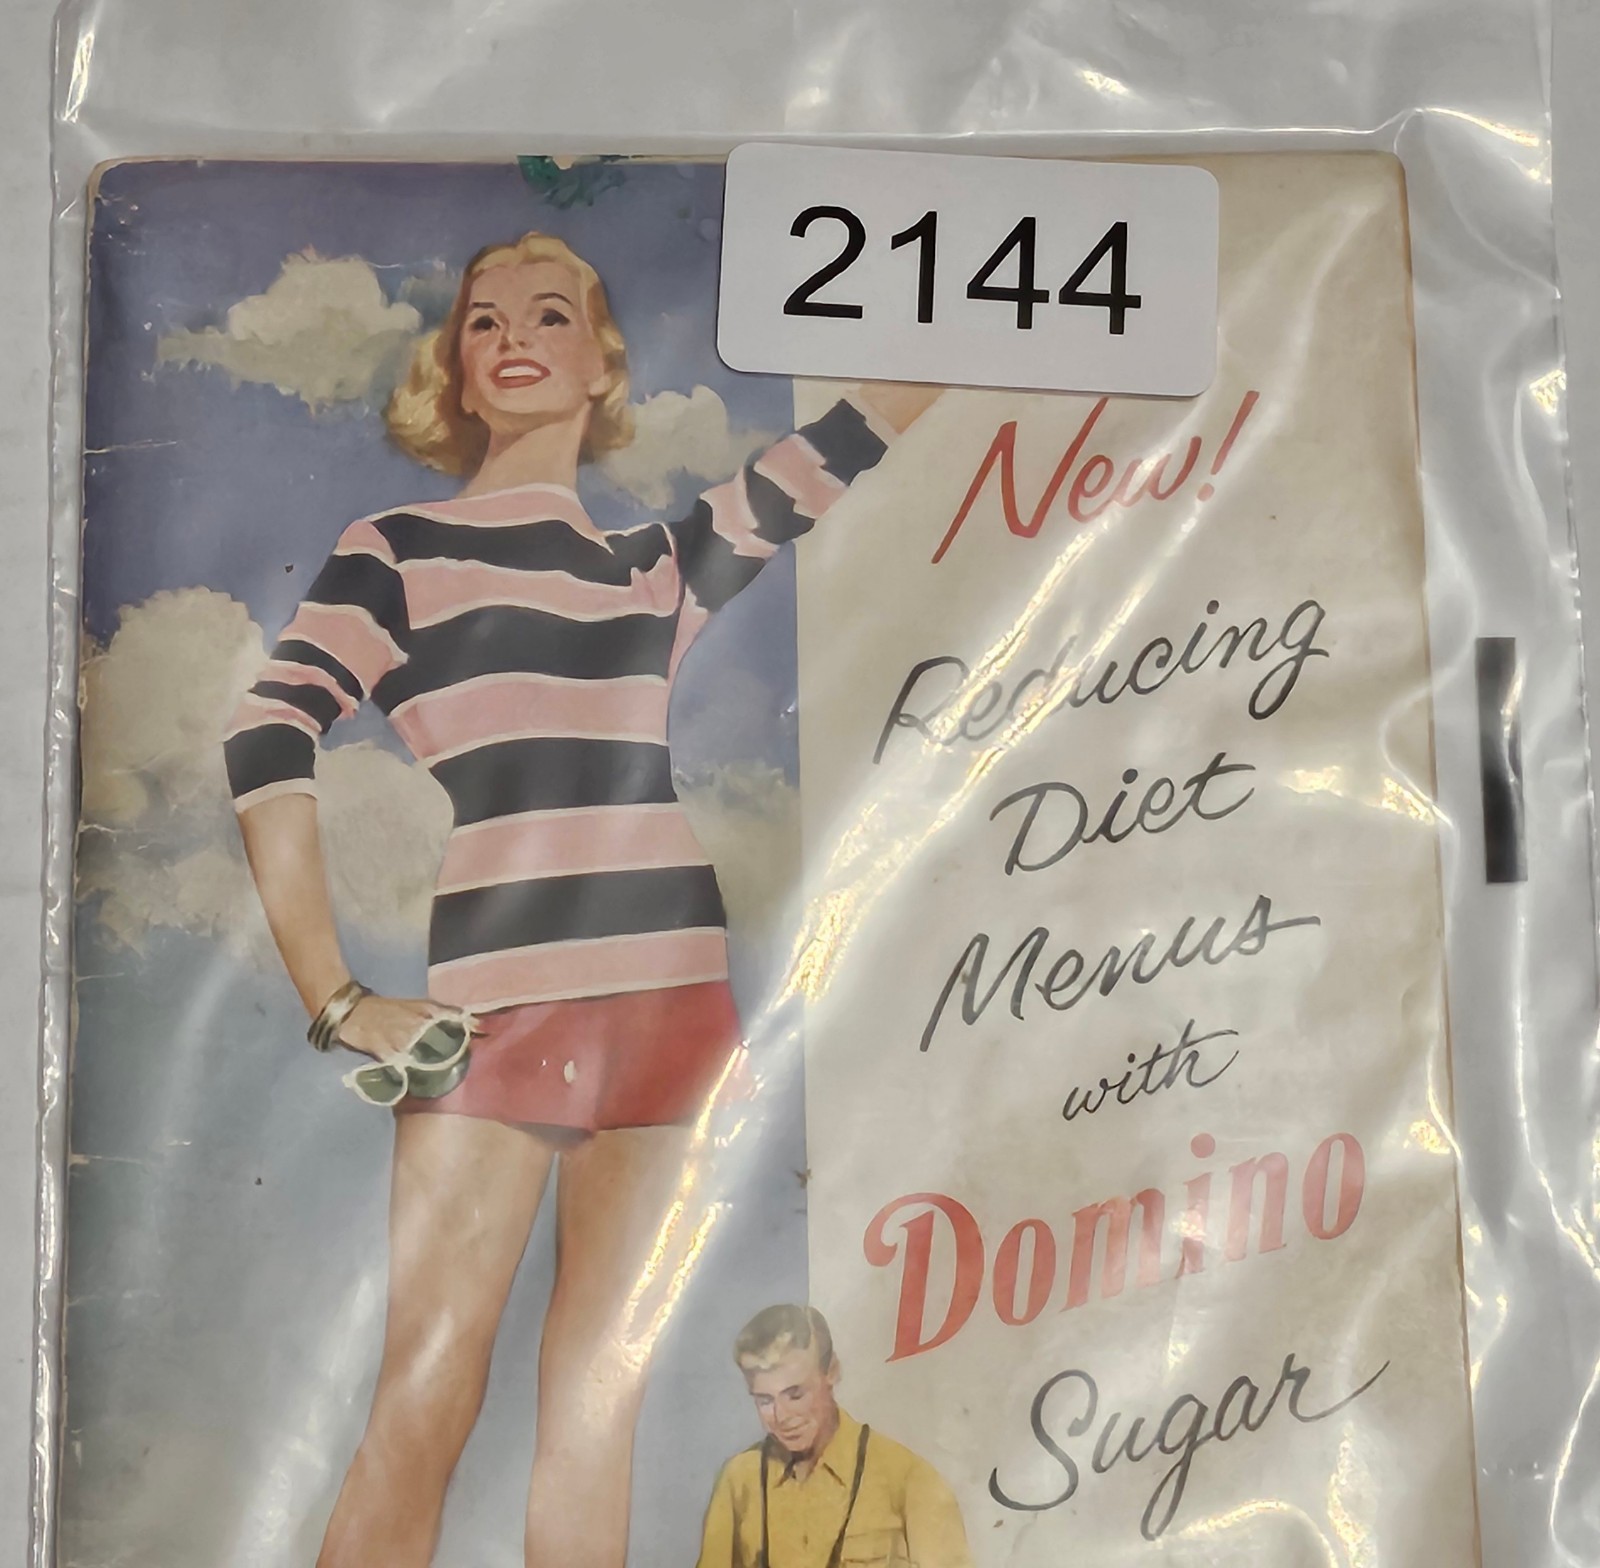 2144
New!
Reducing
Diet
Menus
with
Domino
Sugar